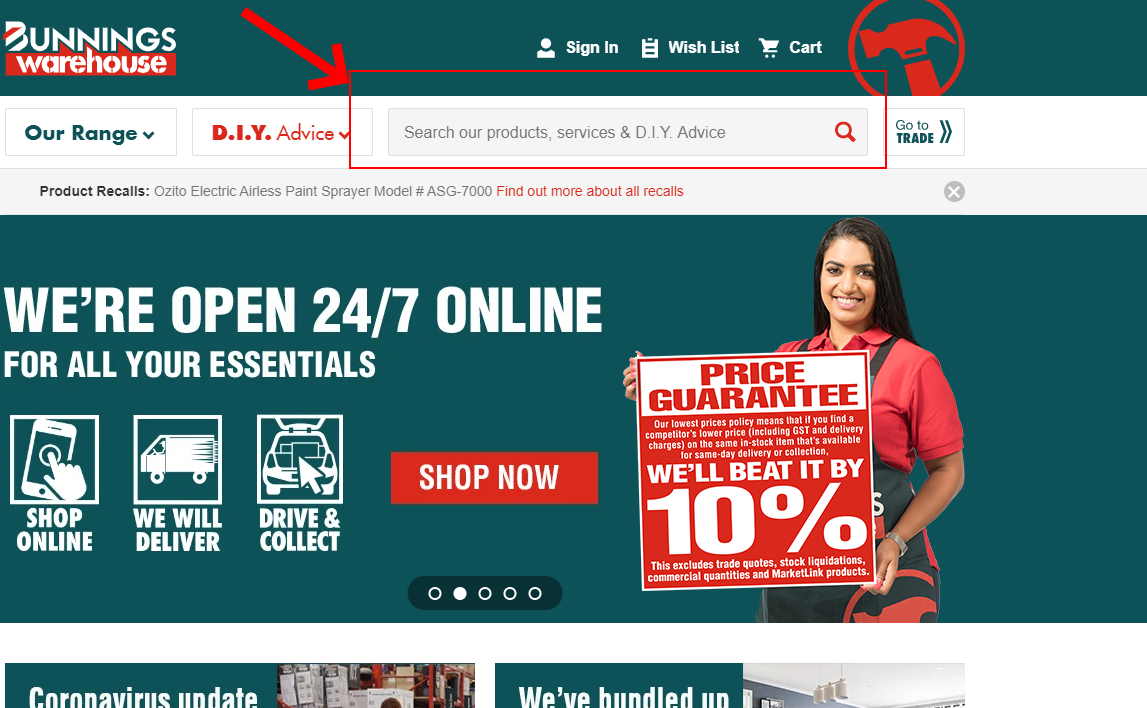 BUNNINGS
warehouse
Sign In
Wish List
Cart
Our Range
D.I.Y. Advice
Search our products, services & D.I.Y. Advice
Go to
TRADE
Product Recalls: Ozito Electric Airless Paint Sprayer Model # ASG-7000 Find out more about all recalls
WE'RE OPEN 24/7 ONLINE
FOR ALL YOUR ESSENTIALS
SHOP
ONLINE
WE WILL
DELIVER
DRIVE &
COLLECT
SHOP NOW
PRICE
GUARANTEE
Our lowest prices policy means that if you find a
competitor's lower price (including GST and delivery
charges) on the same in-stock item that's available
for same-day delivery or collection,
WE'LL BEAT IT BY
10%
This excludes trade quotes, stock liquidations,
commercial quantities and MarketLink products.
Coronavirus update
We've bundled up